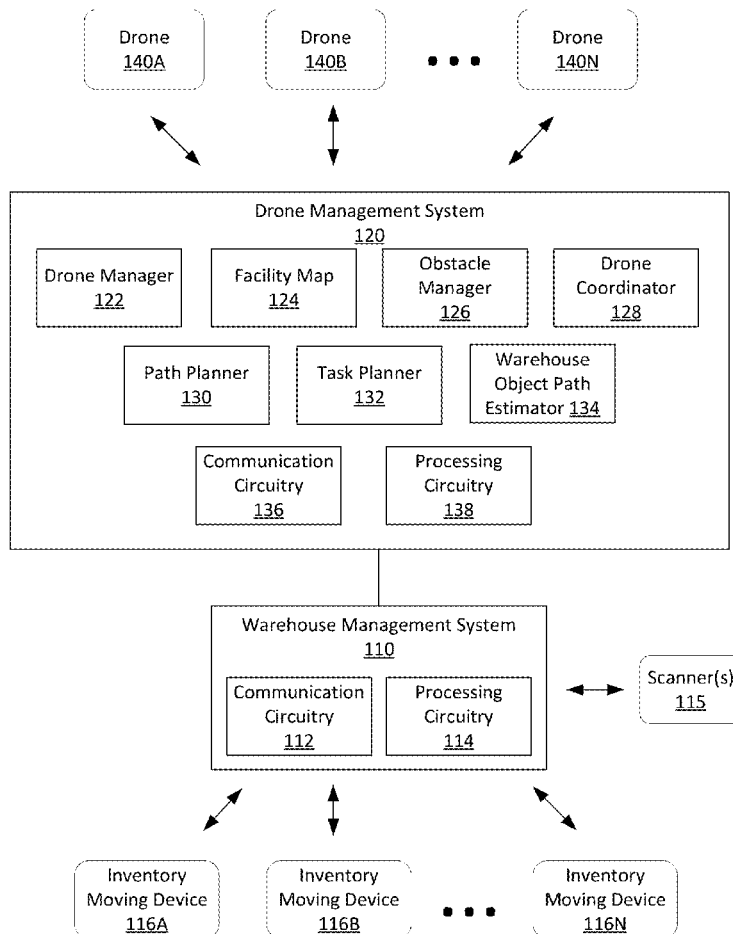 Drone
140A
Drone
140B
Drone
140N
Drone Management System
120
Drone Manager
122
Facility Map
124
Obstacle
Manager
126
Drone
Coordinator
128
Path Planner
130
Task Planner
132
Warehouse
Object Path
Estimator 134
Communication
Circuitry
136
Processing
Circuitry
138
Warehouse Management System
110
Communication
Circuitry
112
Processing
Circuitry
114
Scanner(s)
115
Inventory
Moving Device
116A
Inventory
Moving Device
116B
Inventory
Moving Device
116N